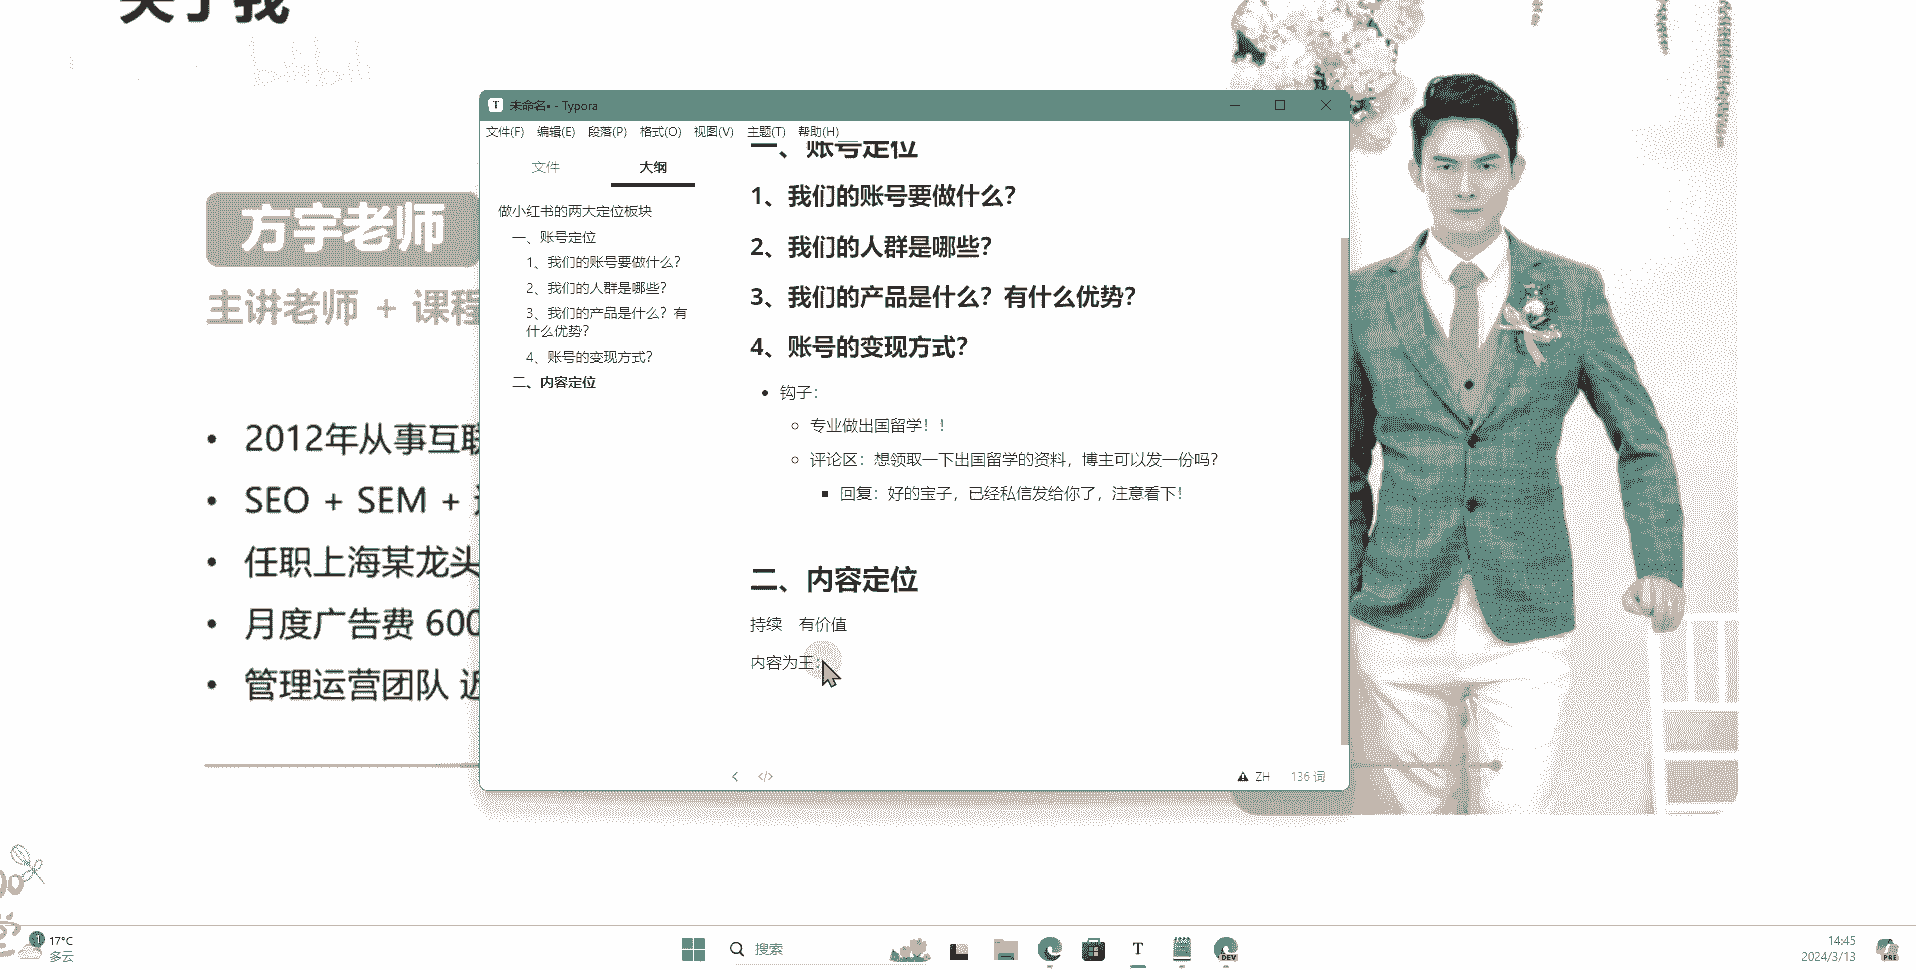 关于我
bilibili
未命名• - Typora
文件(F) 编辑(E) 段落(P) 格式(O) 视图(V) 主题(T) 帮助(H)
文件 大纲
做小红书的两大定位板块
一、账号定位
1、我们的账号要做什么？
2、我们的人群是哪些？
3、我们的产品是什么？有
什么优势？
4、账号的变现方式？
二、内容定位
一、账号定位
1、我们的账号要做什么？
2、我们的人群是哪些？
3、我们的产品是什么？有什么优势？
4、账号的变现方式？
钩子：
专业做出国留学！！
评论区：想领取一下出国留学的资料，博主可以发一份吗？
回复：好的宝子，已经私信发给你了，注意看下！
二、内容定位
持续 有价值
内容为王
ZH 136 词
方宇老师
主讲老师 + 课程
• 2012年从事互联
• SEO + SEM +
• 任职上海某龙头
• 月度广告费 600
• 管理运营团队 近
1
17°C
多云
搜索
T
DEV
14:45
2024/3/13
PRE